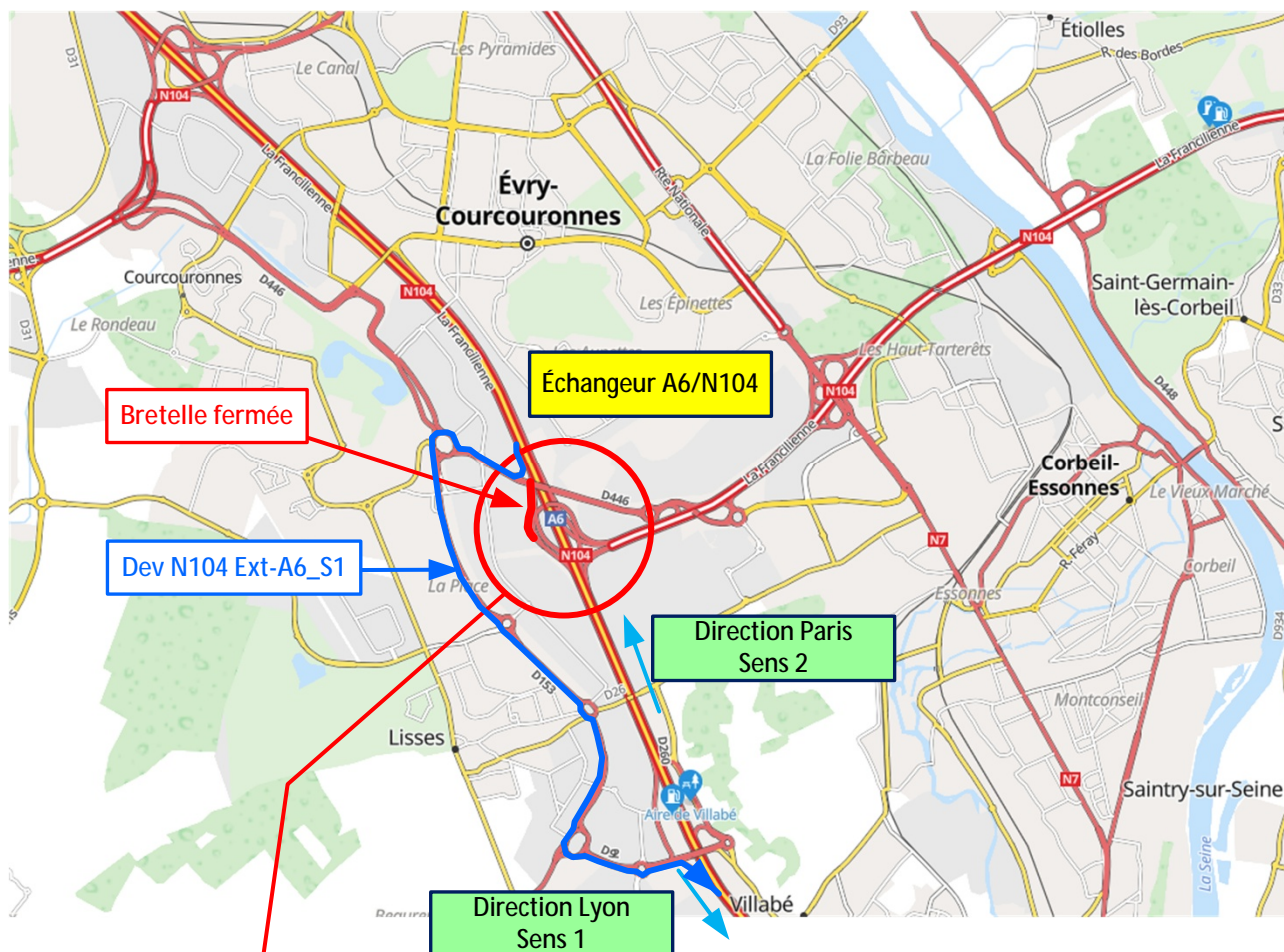 Étiolles
R. des Bordes
D93
D31
Les Pyramides
Le Canal
N104
La Francilienne
La Folie Bârbeau
La Francilienne
Rte Nationale
Évry-
Courcouronnes
N104
Courcouronnes
D446
N104
Saint-Germain-
lès-Corbeil
D33
D31
Le Rondeau
La Francilienne
Les Épinettes
Les Haut-Tarterêts
Échangeur A6/N104
N104
D448
Bretelle fermée
La Francilienne
Corbeil-
Essonnes
Le Vieux Marché
D446
A6
N104
N7
R. Féray
Corbeil
Dev N104 Ext-A6_S1
La Place
Essonnes
D934
Direction Paris
Sens 2
D153
D26
Montconseil
Lisses
D260
N7
Aire de Villabé
Saintry-sur-Seine
La Seine
Direction Lyon
Sens 1
Villabé